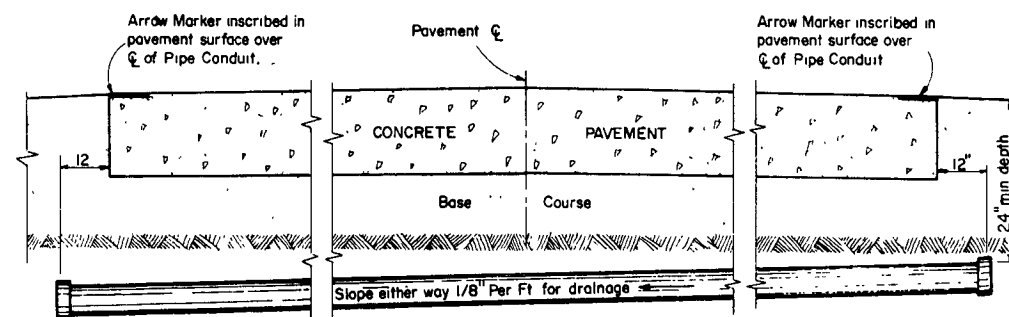 Arrow Marker inscribed in
pavement surface over
℄ of Pipe Conduit.
Pavement ℄
Arrow Marker inscribed in
pavement surface over
℄ of Pipe Conduit
CONCRETE
PAVEMENT
12
12"
24" min depth
Base
Course
Slope either way 1/8" Per Ft for drainage